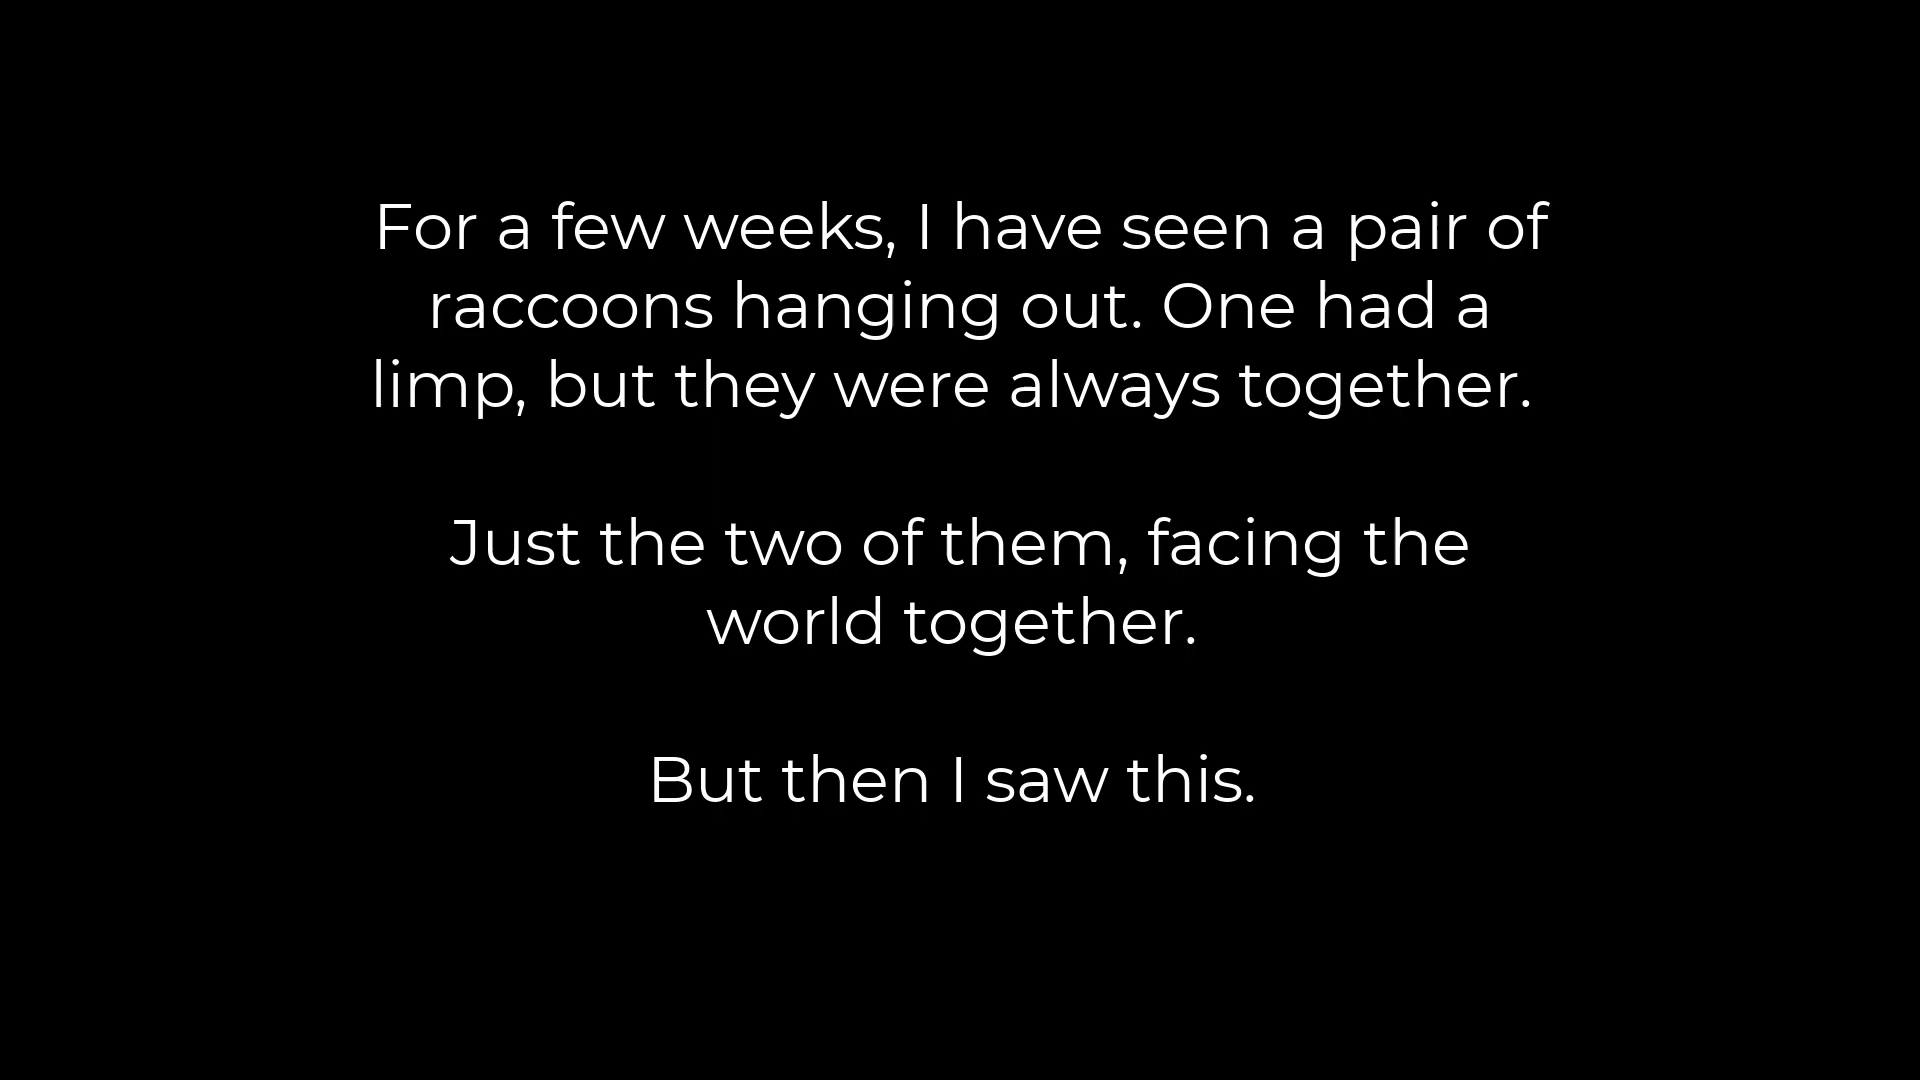 For a few weeks, I have seen a pair of
raccoons hanging out. One had a
limp, but they were always together.
Just the two of them, facing the
world together.
But then I saw this.